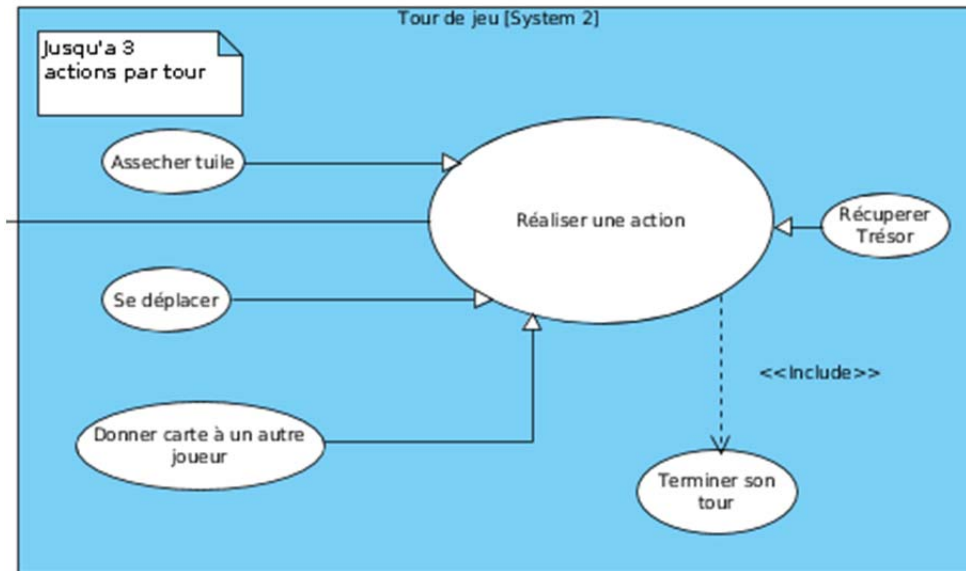 Tour de jeu [System 2]
Jusqu'a 3
actions par tour
Assecher tuile
Réaliser une action
Récuperer
Trésor
Se déplacer
<<Include>>
Donner carte à un autre
joueur
Terminer son
tour